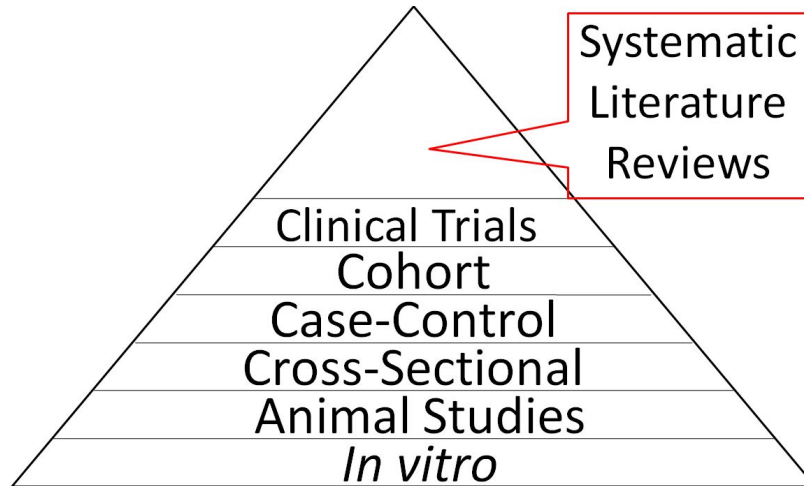 Systematic
Literature
Reviews
Clinical Trials
Cohort
Case-Control
Cross-Sectional
Animal Studies
In vitro